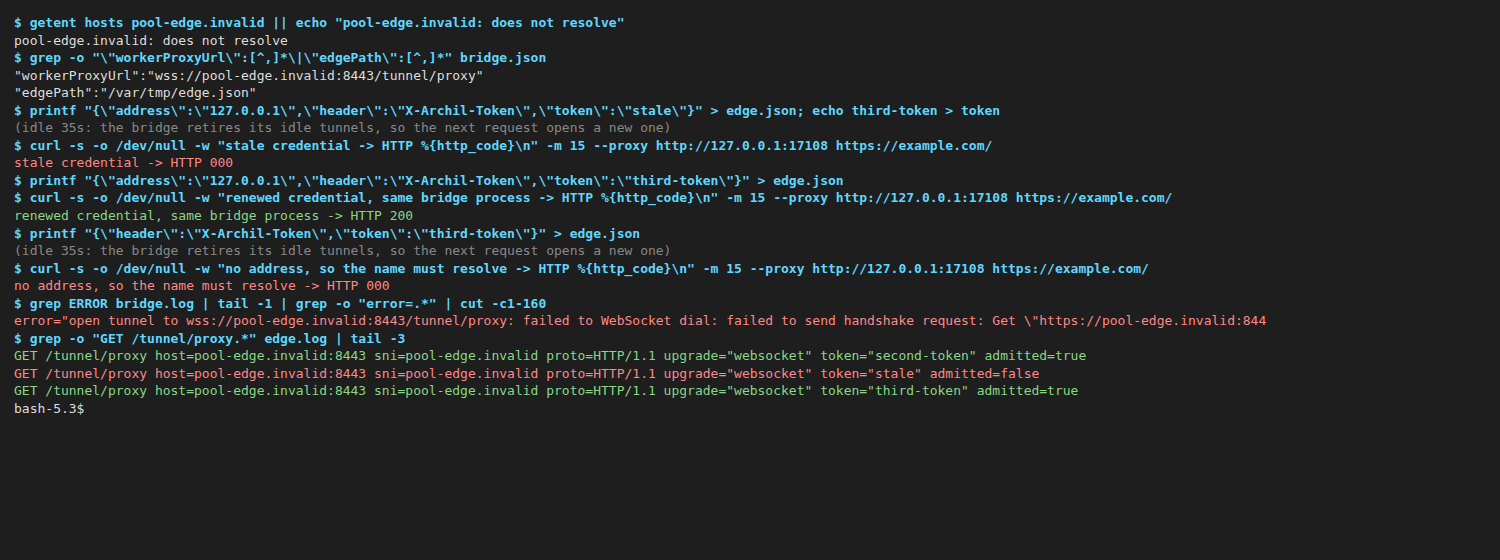 $ getent hosts pool-edge.invalid || echo "pool-edge.invalid: does not resolve"
pool-edge.invalid: does not resolve
$ grep -o "\"workerProxyUrl\":[^,]*\|\"edgePath\":[^,]*" bridge.json
"workerProxyUrl":"wss://pool-edge.invalid:8443/tunnel/proxy"
"edgePath":"/var/tmp/edge.json"
$ printf "{\"address\":\"127.0.0.1\",\"header\":\"X-Archil-Token\",\"token\":\"stale\"}" > edge.json; echo third-token > token
(idle 35s: the bridge retires its idle tunnels, so the next request opens a new one)
$ curl -s -o /dev/null -w "stale credential -> HTTP %{http_code}\n" -m 15 --proxy http://127.0.0.1:17108 https://example.com/
stale credential -> HTTP 000
$ printf "{\"address\":\"127.0.0.1\",\"header\":\"X-Archil-Token\",\"token\":\"third-token\"}" > edge.json
$ curl -s -o /dev/null -w "renewed credential, same bridge process -> HTTP %{http_code}\n" -m 15 --proxy http://127.0.0.1:17108 https://example.com/
renewed credential, same bridge process -> HTTP 200
$ printf "{\"header\":\"X-Archil-Token\",\"token\":\"third-token\"}" > edge.json
(idle 35s: the bridge retires its idle tunnels, so the next request opens a new one)
$ curl -s -o /dev/null -w "no address, so the name must resolve -> HTTP %{http_code}\n" -m 15 --proxy http://127.0.0.1:17108 https://example.com/
no address, so the name must resolve -> HTTP 000
$ grep ERROR bridge.log | tail -1 | grep -o "error=.*" | cut -c1-160
error="open tunnel to wss://pool-edge.invalid:8443/tunnel/proxy: failed to WebSocket dial: failed to send handshake request: Get \"https://pool-edge.invalid:844
$ grep -o "GET /tunnel/proxy.*" edge.log | tail -3
GET /tunnel/proxy host=pool-edge.invalid:8443 sni=pool-edge.invalid proto=HTTP/1.1 upgrade="websocket" token="second-token" admitted=true
GET /tunnel/proxy host=pool-edge.invalid:8443 sni=pool-edge.invalid proto=HTTP/1.1 upgrade="websocket" token="stale" admitted=false
GET /tunnel/proxy host=pool-edge.invalid:8443 sni=pool-edge.invalid proto=HTTP/1.1 upgrade="websocket" token="third-token" admitted=true
bash-5.3$